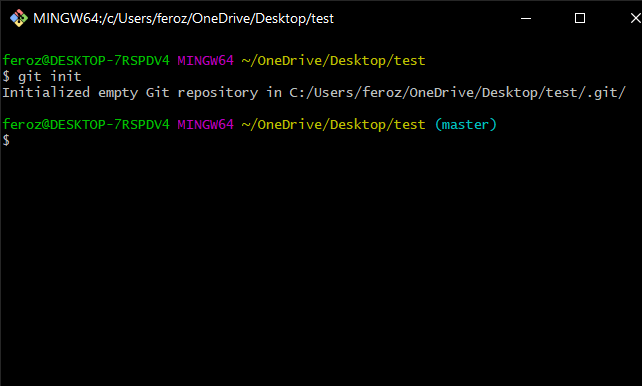 MINGW64:/c/Users/feroz/OneDrive/Desktop/test
feroz@DESKTOP-7RSPDV4 MINGW64 ~/OneDrive/Desktop/test
$ git init
Initialized empty Git repository in C:/Users/feroz/OneDrive/Desktop/test/.git/
feroz@DESKTOP-7RSPDV4 MINGW64 ~/OneDrive/Desktop/test (master)
$